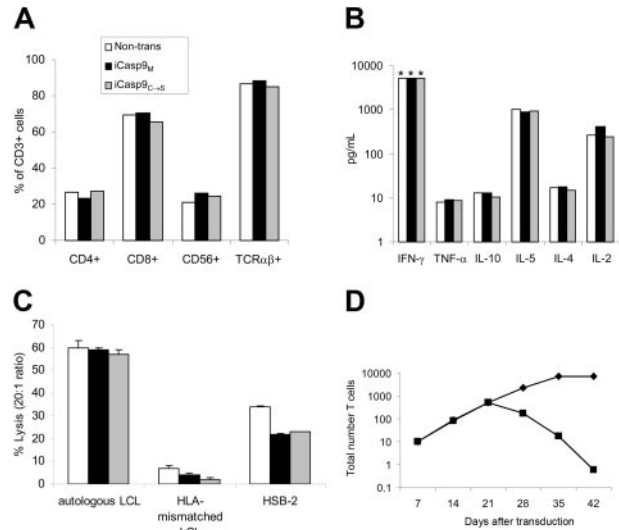 A
Non-trans
iCasp9M
iCasp9C→S
% of CD3+ cells
100
80
60
40
20
0
CD4+ CD8+ CD56+ TCRαβ+
B
pg/mL
10000
1000
100
10
1
* * *
IFN-γ TNF-α IL-10 IL-5 IL-4 IL-2
C
% Lysis (20:1 ratio)
70
60
50
40
30
20
10
0
autologous LCL HLA- HSB-2
mismatched
D
Total number T cells
10000
1000
100
10
1
0.1
7 14 21 28 35 42
Days after transduction